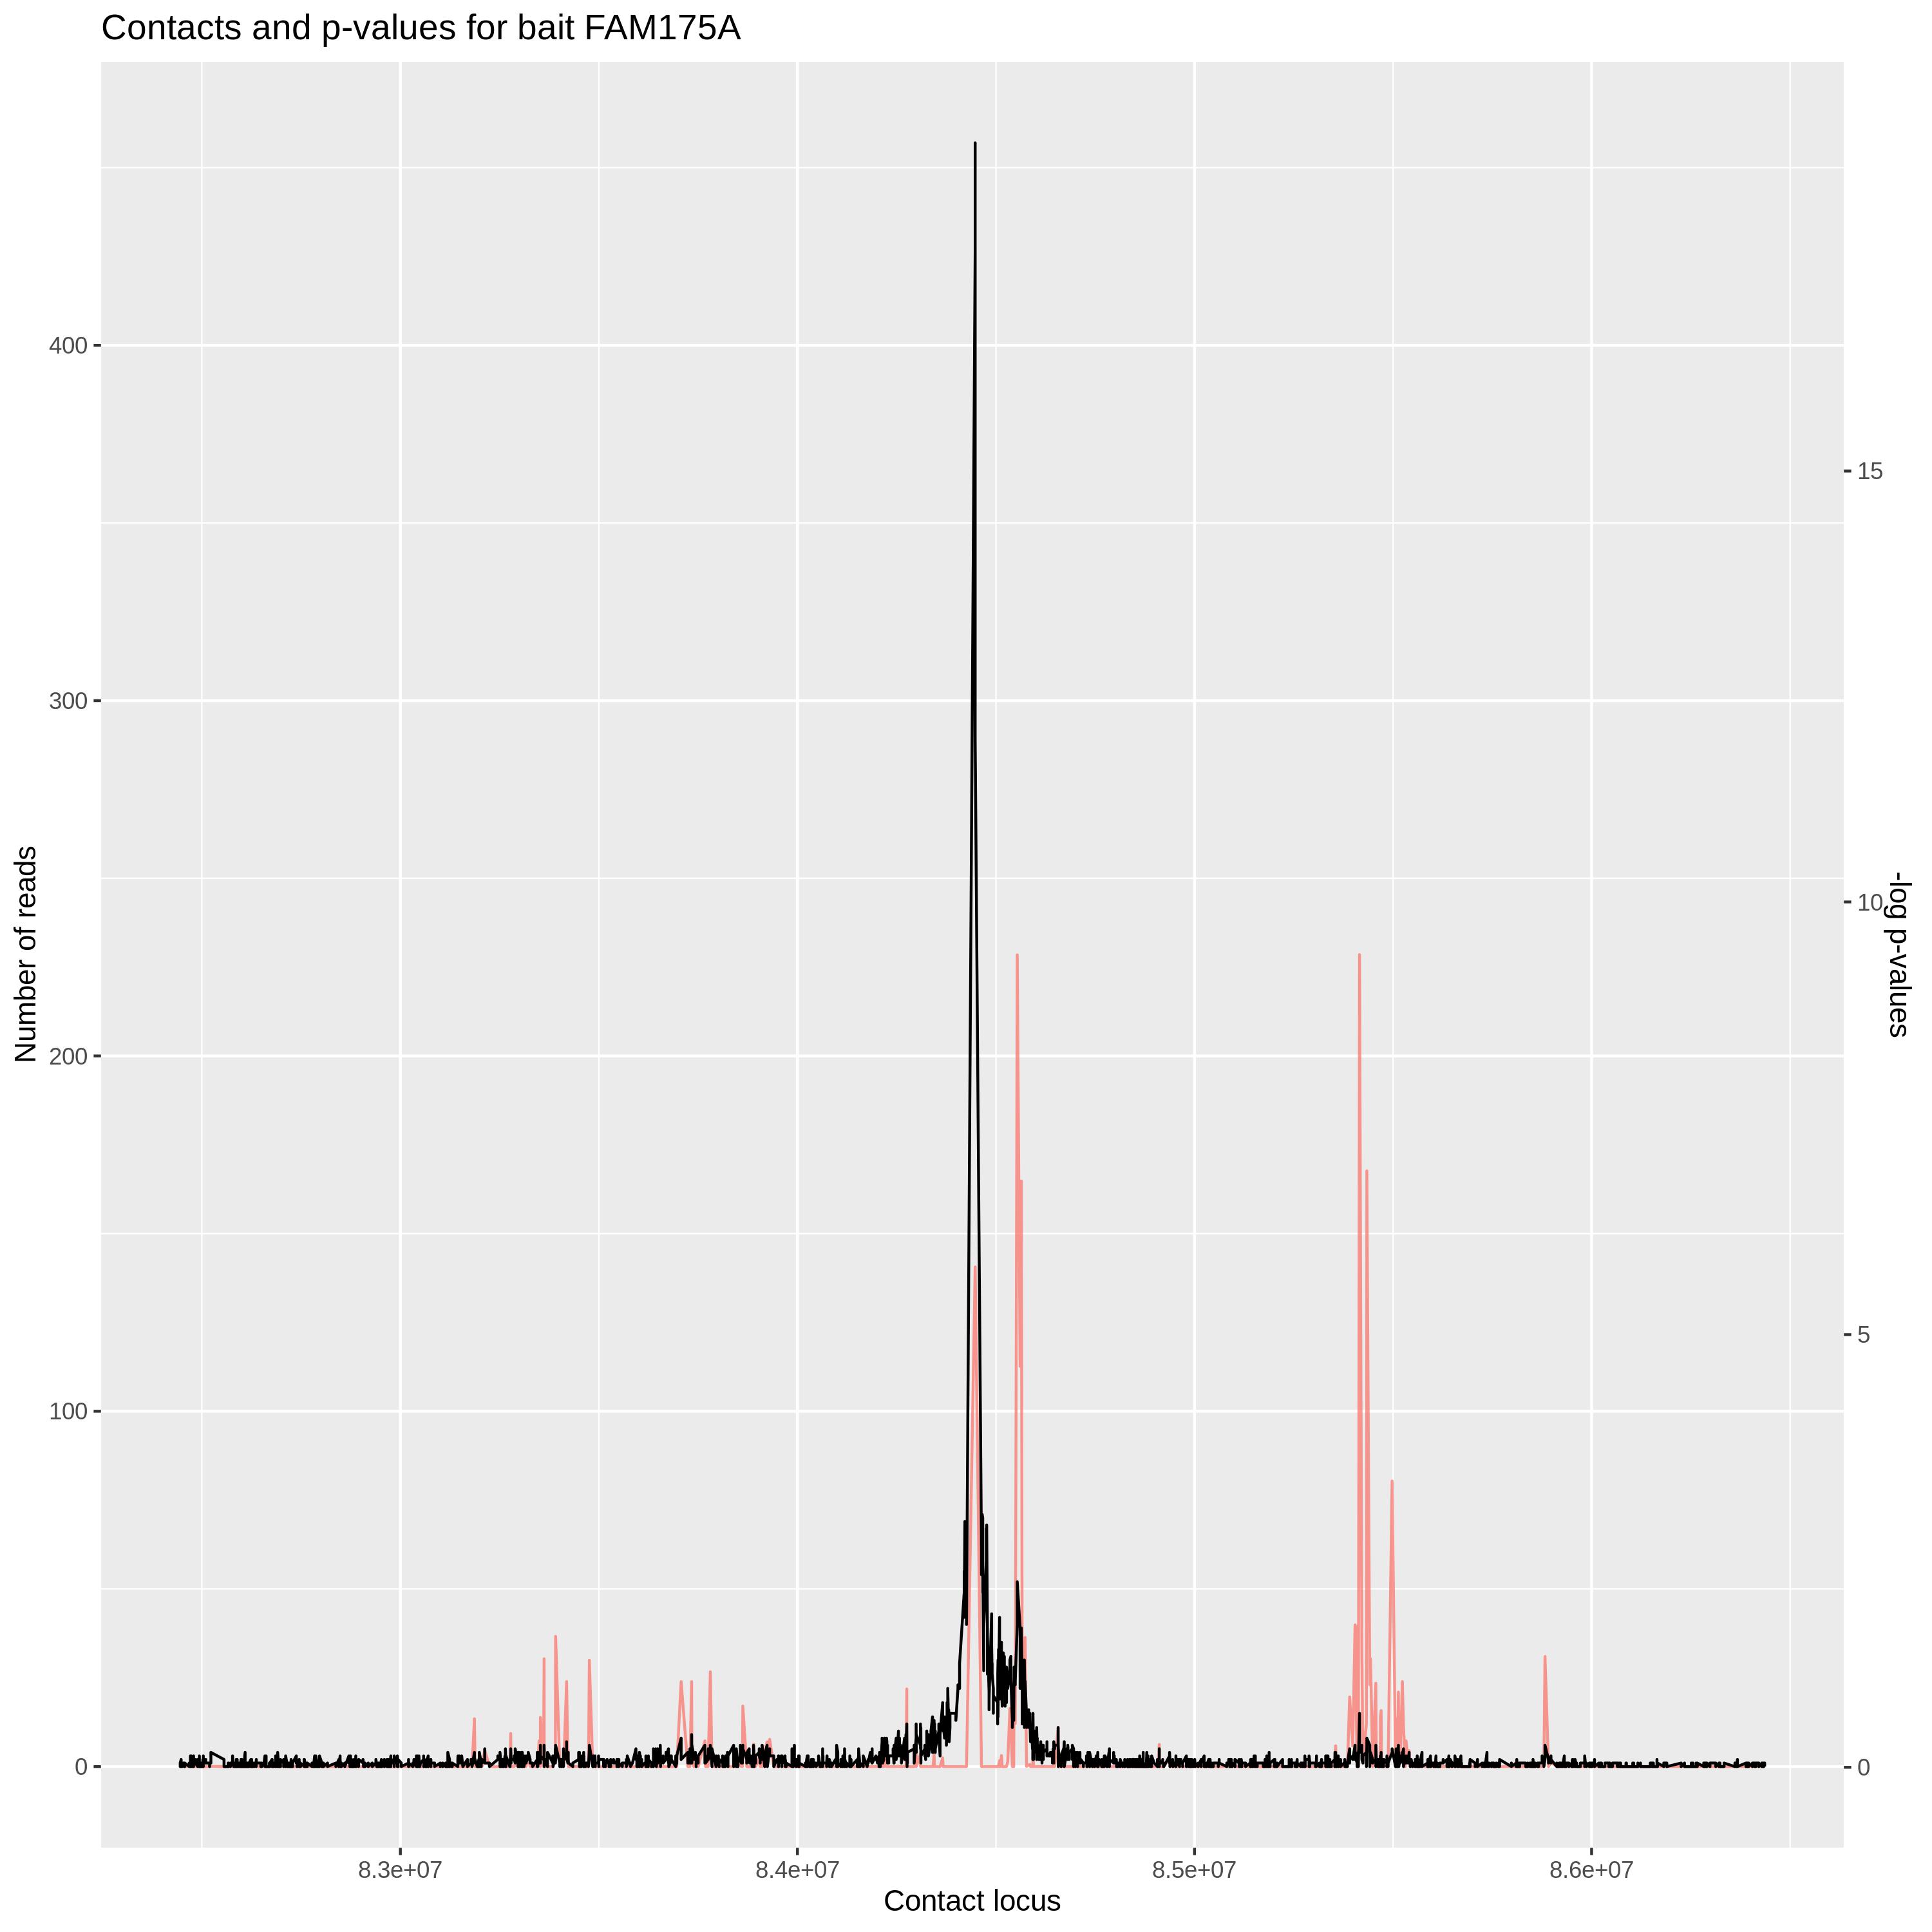 Contacts and p-values for bait FAM175A
Number of reads
400
300
200
100
0
15
10
5
0
-log p-values
8.3e+07 8.4e+07 8.5e+07 8.6e+07
Contact locus